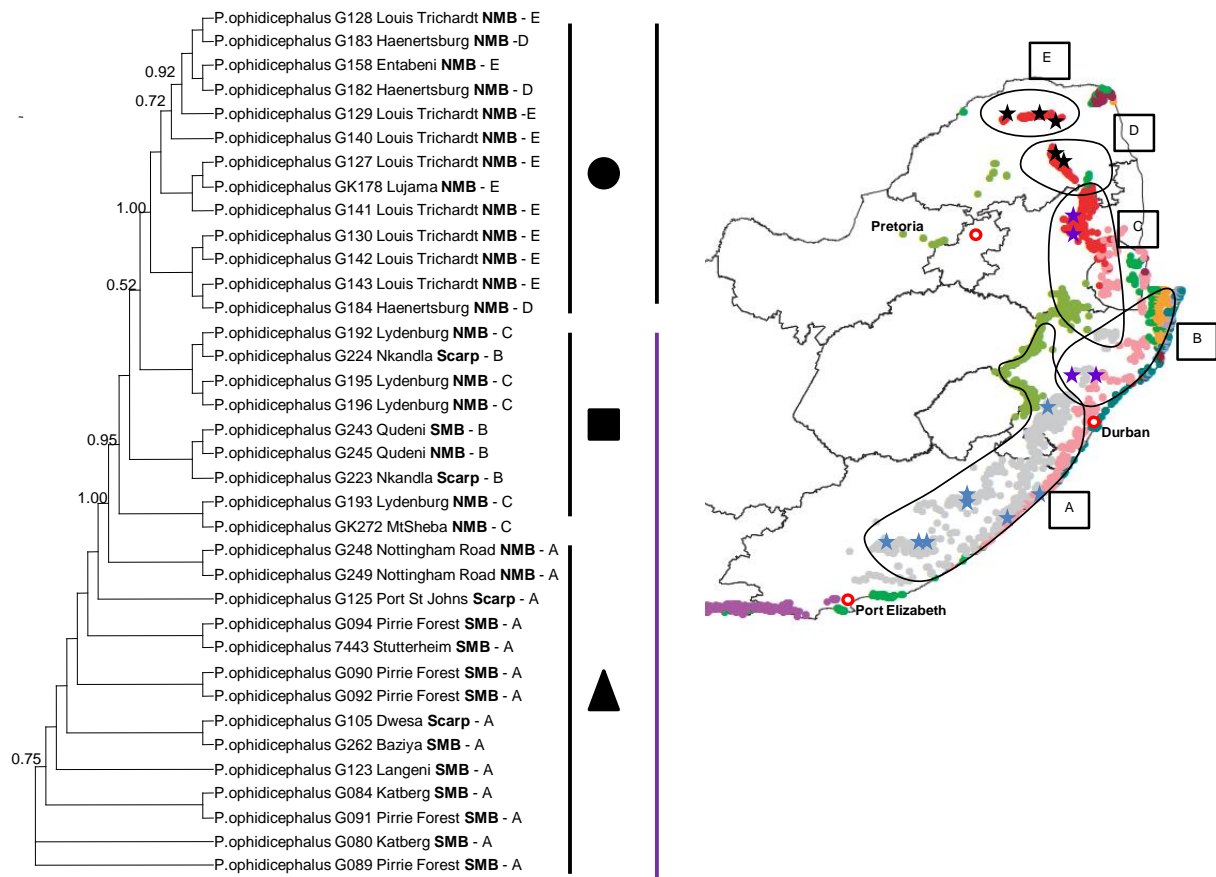 P.ophidicephalus G128 Louis Trichardt NMB - E
P.ophidicephalus G183 Haenertsburg NMB -D
P.ophidicephalus G158 Entabeni NMB - E
0.92
P.ophidicephalus G182 Haenertsburg NMB - D
0.72
P.ophidicephalus G129 Louis Trichardt NMB -E
P.ophidicephalus G140 Louis Trichardt NMB - E
P.ophidicephalus G127 Louis Trichardt NMB - E
P.ophidicephalus GK178 Lujama NMB - E
1.00
P.ophidicephalus G141 Louis Trichardt NMB - E
P.ophidicephalus G130 Louis Trichardt NMB - E
P.ophidicephalus G142 Louis Trichardt NMB - E
0.52
P.ophidicephalus G143 Louis Trichardt NMB - E
P.ophidicephalus G184 Haenertsburg NMB - D
P.ophidicephalus G192 Lydenburg NMB - C
P.ophidicephalus G224 Nkandla Scarp - B
P.ophidicephalus G195 Lydenburg NMB - C
P.ophidicephalus G196 Lydenburg NMB - C
P.ophidicephalus G243 Qudeni SMB - B
0.95
P.ophidicephalus G245 Qudeni NMB - B
P.ophidicephalus G223 Nkandla Scarp - B
1.00
P.ophidicephalus G193 Lydenburg NMB - C
P.ophidicephalus GK272 MtSheba NMB - C
P.ophidicephalus G248 Nottingham Road NMB - A
P.ophidicephalus G249 Nottingham Road NMB - A
P.ophidicephalus G125 Port St Johns Scarp - A
P.ophidicephalus G094 Pirrie Forest SMB - A
P.ophidicephalus 7443 Stutterheim SMB - A
P.ophidicephalus G090 Pirrie Forest SMB - A
P.ophidicephalus G092 Pirrie Forest SMB - A
P.ophidicephalus G105 Dwesa Scarp - A
P.ophidicephalus G262 Baziya SMB - A
0.75
P.ophidicephalus G123 Langeni SMB - A
P.ophidicephalus G084 Katberg SMB - A
P.ophidicephalus G091 Pirrie Forest SMB - A
P.ophidicephalus G080 Katberg SMB - A
P.ophidicephalus G089 Pirrie Forest SMB - A
E
D
Pretoria
C
B
Durban
A
Port Elizabeth